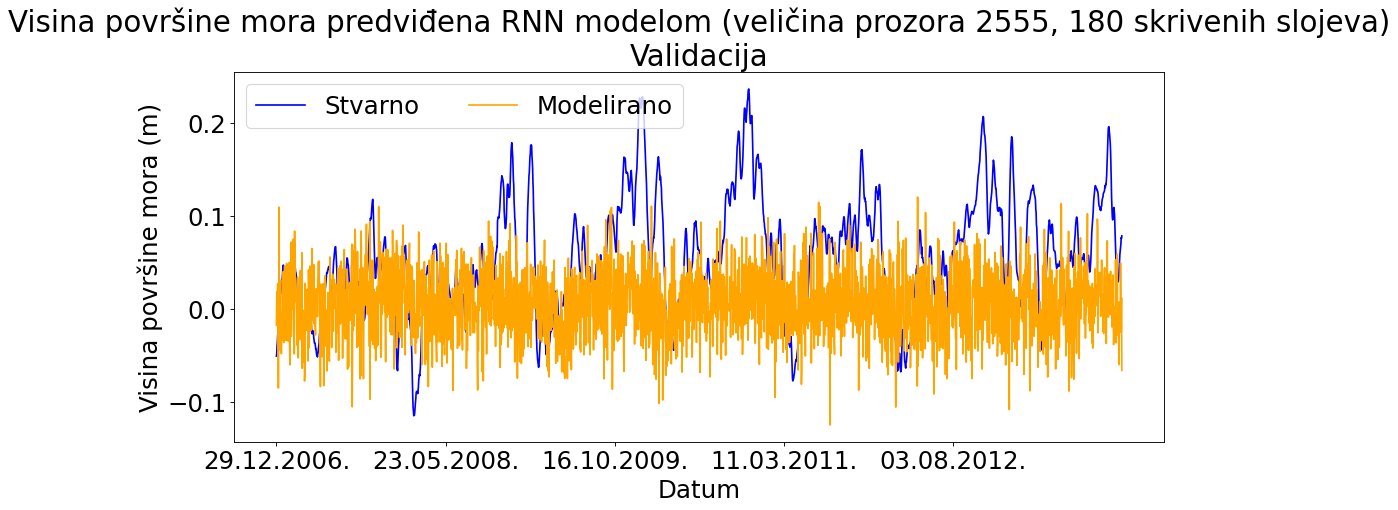 Visina površine mora predviđena RNN modelom (veličina prozora 2555, 180 skrivenih slojeva)
Validacija
Stvarno Modelirano
Visina površine mora (m)
0.2
0.1
0.0
−0.1
29.12.2006. 23.05.2008. 16.10.2009. 11.03.2011. 03.08.2012.
Datum